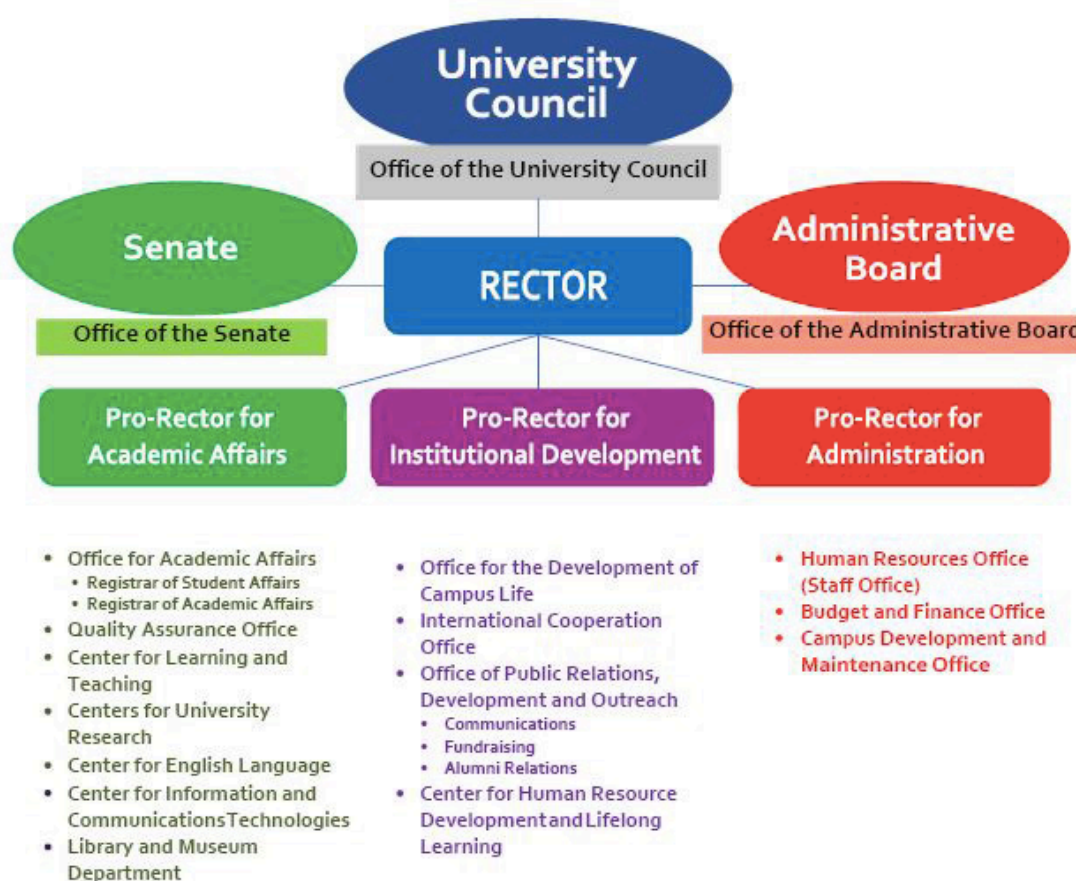 University
Council
Office of the University Council
Senate
Office of the Senate
RECTOR
Administrative
Board
Office of the Administrative Board
Pro-Rector for
Academic Affairs
Pro-Rector for
Institutional Development
Pro-Rector for
Administration
• Office for Academic Affairs
• Registrar of Student Affairs
• Registrar of Academic Affairs
• Quality Assurance Office
• Center for Learning and
Teaching
• Centers for University
Research
• Center for English Language
• Center for Information and
CommunicationsTechnologies
• Library and Museum
Department
• Office for the Development of
Campus Life
• International Cooperation
Office
• Office of Public Relations,
Development and Outreach
• Communications
• Fundraising
• Alumni Relations
• Center for Human Resource
Development and Lifelong
Learning
• Human Resources Office
(Staff Office)
• Budget and Finance Office
• Campus Development and
Maintenance Office